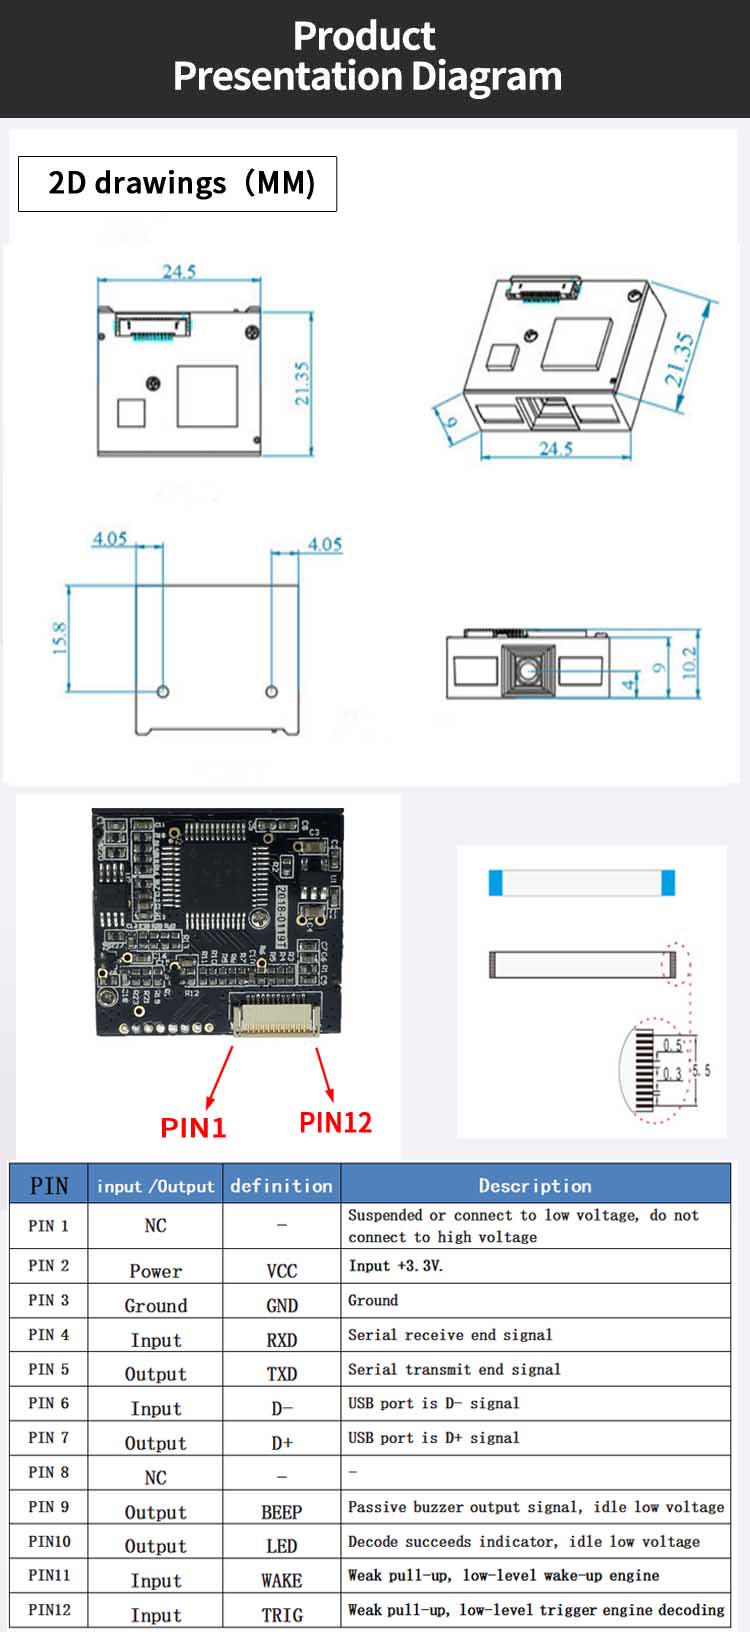 Product
Presentation Diagram
2D drawings（MM)
24.5
21.35
21.35
6
24.5
4.05
4.05
15.8
4
9
10.2
2018-01197
PIN1
PIN12
0.5
0.3
5.5
PIN input /Output definition Description
PIN 1 NC - Suspended or connect to low voltage, do not
connect to high voltage
PIN 2 Power VCC Input +3.3V.
PIN 3 Ground GND Ground
PIN 4 Input RXD Serial receive end signal
PIN 5 Output TXD Serial transmit end signal
PIN 6 Input D- USB port is D- signal
PIN 7 Output D+ USB port is D+ signal
PIN 8 NC - -
PIN 9 Output BEEP Passive buzzer output signal, idle low voltage
PIN10 Output LED Decode succeeds indicator, idle low voltage
PIN11 Input WAKE Weak pull-up, low-level wake-up engine
PIN12 Input TRIG Weak pull-up, low-level trigger engine decoding